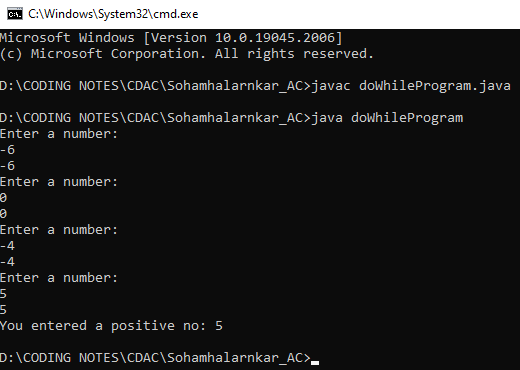 C:\Windows\System32\cmd.exe
Microsoft Windows [Version 10.0.19045.2006]
(c) Microsoft Corporation. All rights reserved.
D:\CODING NOTES\CDAC\Sohamhalarnkar_AC>javac doWhileProgram.java
D:\CODING NOTES\CDAC\Sohamhalarnkar_AC>java doWhileProgram
Enter a number:
-6
-6
Enter a number:
0
0
Enter a number:
-4
-4
Enter a number:
5
5
You entered a positive no: 5
D:\CODING NOTES\CDAC\Sohamhalarnkar_AC>